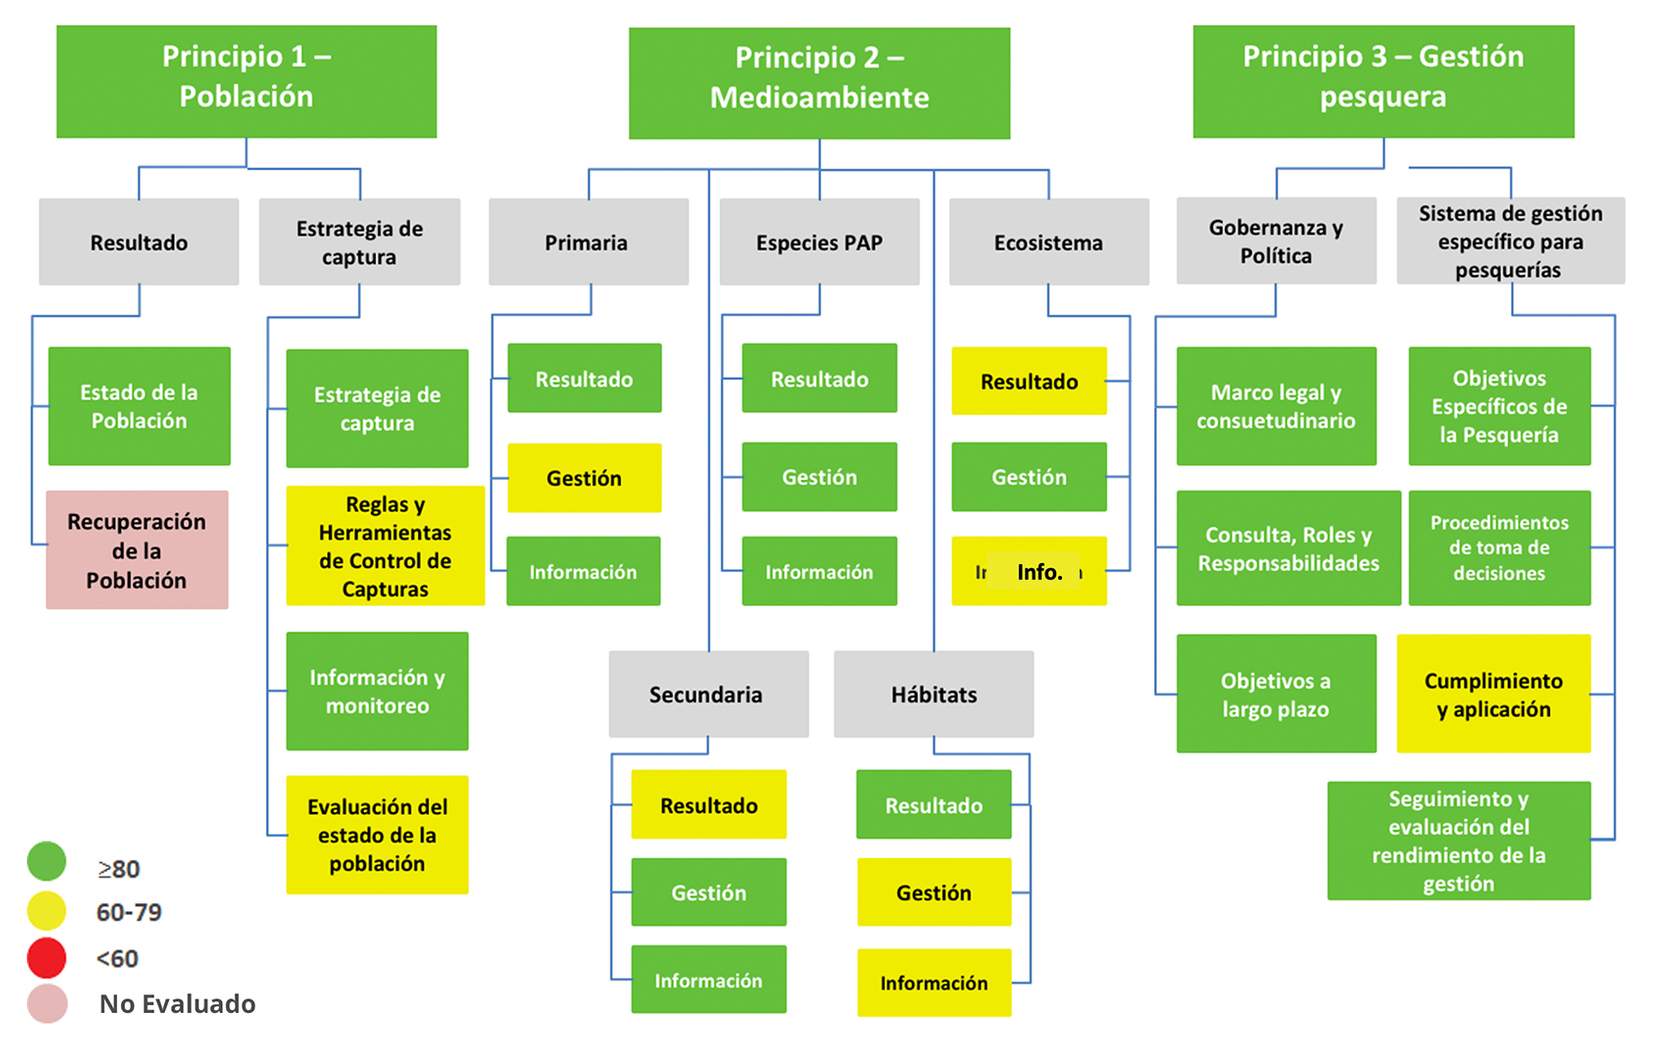 Principio 1 –
Población
Principio 2 –
Medioambiente
Principio 3 – Gestión
pesquera
Resultado
Estrategia de
captura
Primaria
Especies PAP
Ecosistema
Gobernanza y
Política
Sistema de gestión
específico para
pesquerías
Estado de la
Población
Recuperación
de la
Población
Estrategia de
captura
Reglas y
Herramientas
de Control de
Capturas
Información y
monitoreo
Evaluación del
estado de la
población
Resultado
Gestión
Información
Resultado
Gestión
Información
Resultado
Gestión
Info.
Secundaria
Hábitats
Resultado
Gestión
Información
Resultado
Gestión
Información
Marco legal y
consuetudinario
Consulta, Roles y
Responsabilidades
Objetivos a
largo plazo
Objetivos
Específicos de
la Pesquería
Procedimientos
de toma de
decisiones
Cumplimiento
y aplicación
Seguimiento y
evaluación del
rendimiento de la
gestión
≥80
60-79
<60
No Evaluado